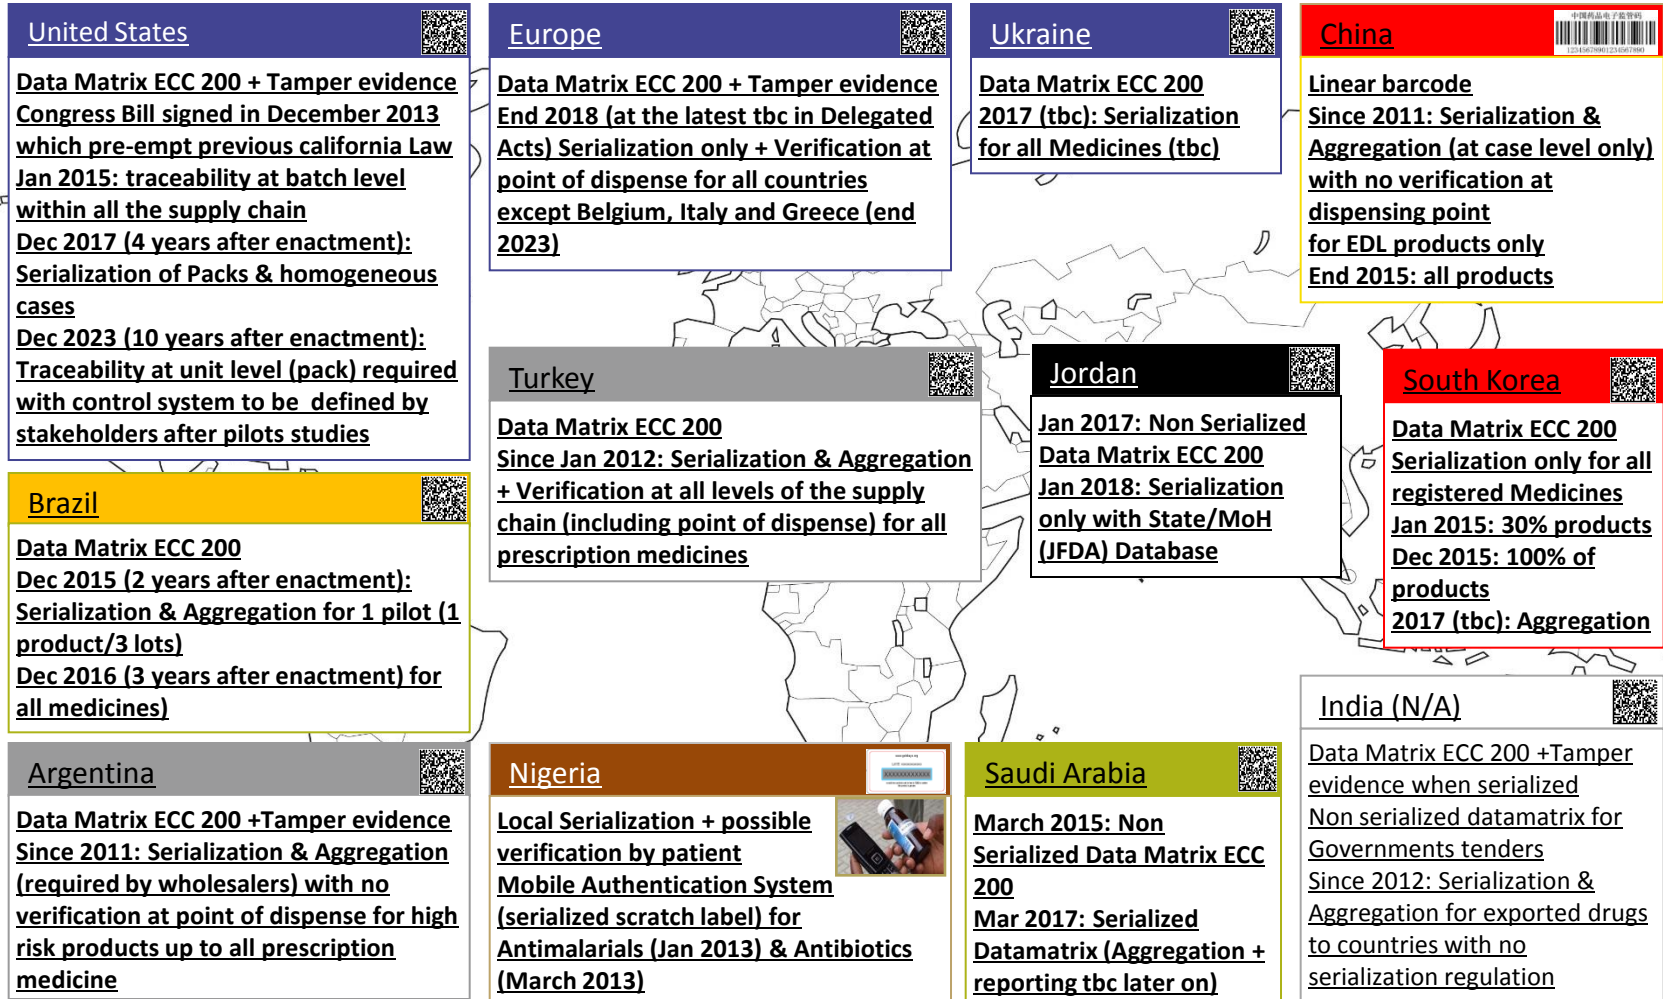 United States
Data Matrix ECC 200 + Tamper evidence
Congress Bill signed in December 2013
which pre-empt previous california Law
Jan 2015: traceability at batch level
within all the supply chain
Dec 2017 (4 years after enactment):
Serialization of Packs & homogeneous
cases
Dec 2023 (10 years after enactment):
Traceability at unit level (pack) required
with control system to be defined by
stakeholders after pilots studies
Europe
Data Matrix ECC 200 + Tamper evidence
End 2018 (at the latest tbc in Delegated
Acts) Serialization only + Verification at
point of dispense for all countries
except Belgium, Italy and Greece (end
2023)
Ukraine
Data Matrix ECC 200
2017 (tbc): Serialization
for all Medicines (tbc)
China
中国药品电子监管码
12345678901234567890
Linear barcode
Since 2011: Serialization &
Aggregation (at case level only)
with no verification at
dispensing point
for EDL products only
End 2015: all products
Turkey
Data Matrix ECC 200
Since Jan 2012: Serialization & Aggregation
+ Verification at all levels of the supply
chain (including point of dispense) for all
prescription medicines
Jordan
Jan 2017: Non Serialized
Data Matrix ECC 200
Jan 2018: Serialization
only with State/MoH
(JFDA) Database
South Korea
Data Matrix ECC 200
Serialization only for all
registered Medicines
Jan 2015: 30% products
Dec 2015: 100% of
products
2017 (tbc): Aggregation
Brazil
Data Matrix ECC 200
Dec 2015 (2 years after enactment):
Serialization & Aggregation for 1 pilot (1
product/3 lots)
Dec 2016 (3 years after enactment) for
all medicines)
Argentina
Data Matrix ECC 200 +Tamper evidence
Since 2011: Serialization & Aggregation
(required by wholesalers) with no
verification at point of dispense for high
risk products up to all prescription
medicine
Nigeria
Local Serialization + possible
verification by patient
Mobile Authentication System
(serialized scratch label) for
Antimalarials (Jan 2013) & Antibiotics
(March 2013)
Saudi Arabia
March 2015: Non
Serialized Data Matrix ECC
200
Mar 2017: Serialized
Datamatrix (Aggregation +
reporting tbc later on)
India (N/A)
Data Matrix ECC 200 +Tamper
evidence when serialized
Non serialized datamatrix for
Governments tenders
Since 2012: Serialization &
Aggregation for exported drugs
to countries with no
serialization regulation